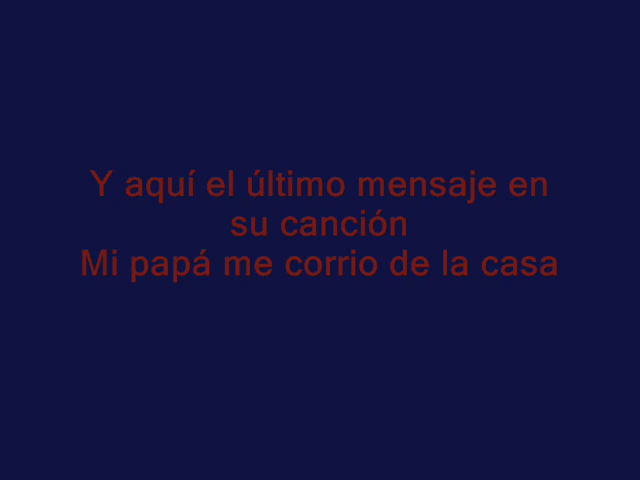 Y aquí el último mensaje en
su canción
Mi papá me corrio de la casa